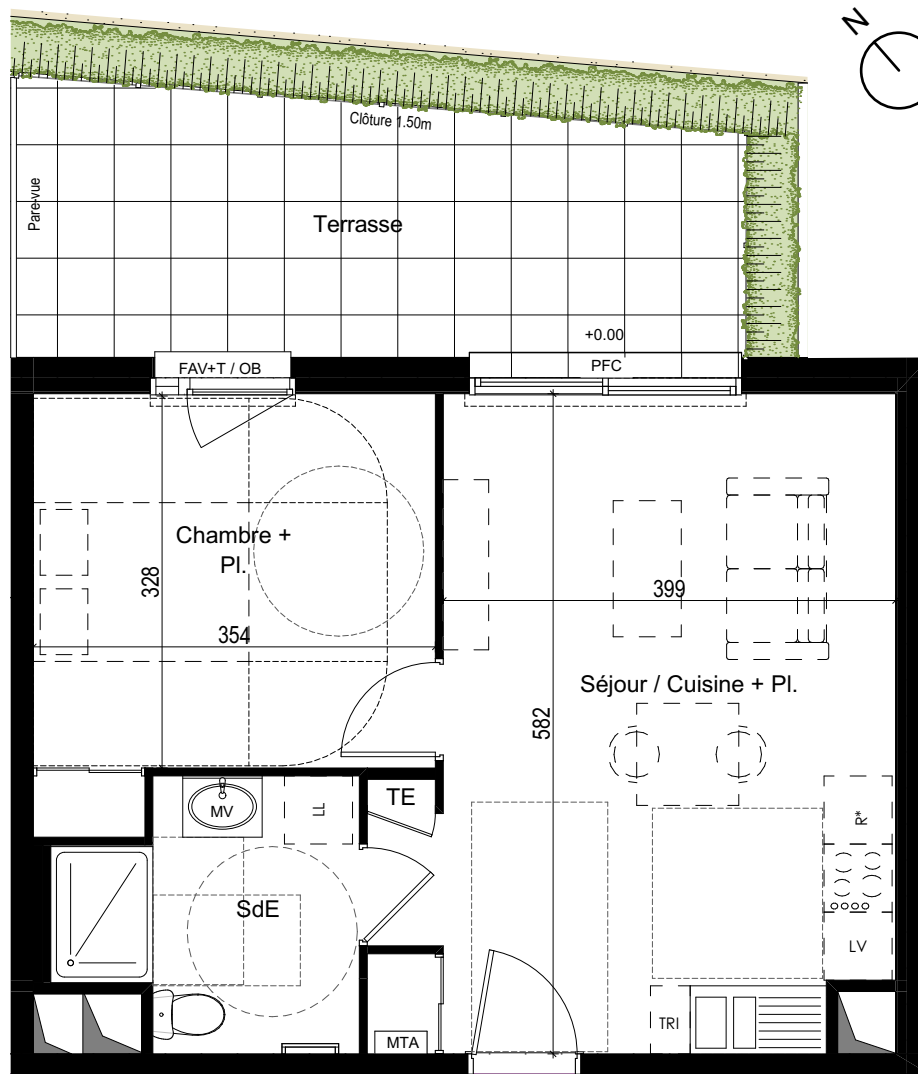 N
Clôture 1.50m
Pare-vue
Terrasse
+0.00
FAV+T / OB
PFC
Chambre +
Pl.
328
354
399
Séjour / Cuisine + Pl.
582
TE
MV
LL
R*
SdE
LV
TRI
MTA